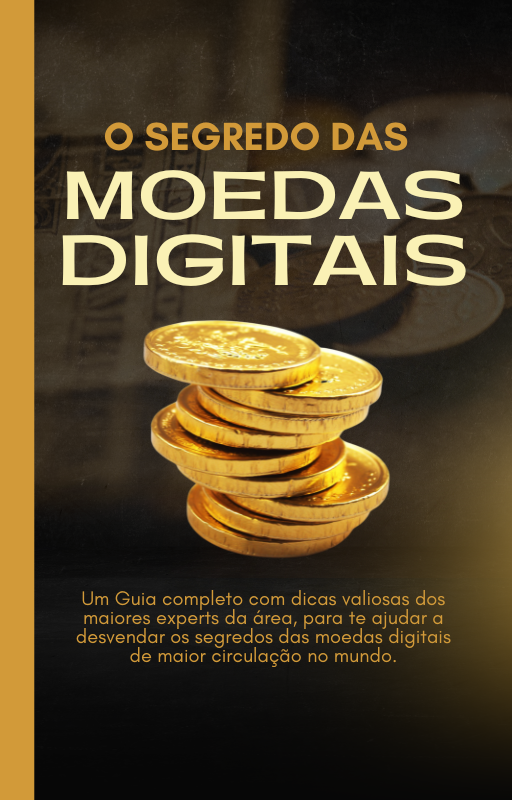 O SEGREDO DAS
MOEDAS
DIGITAIS
Um Guia completo com dicas valiosas dos
maiores experts da área, para te ajudar a
desvendar os segredos das moedas digitais
de maior circulação no mundo.